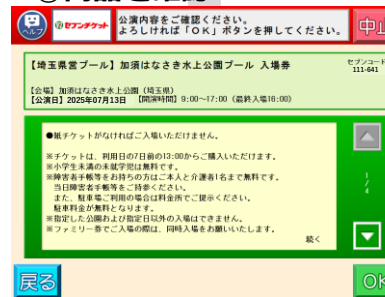 ヘルプ
セブンチケット
公演内容をご確認ください。
よろしければ「OK」ボタンを押してください。
中止
【埼玉県営プール】加須はなさき水上公園プール 入場券
セブンコード
111-641
【会場】加須はなさき水上公園（埼玉県）
【公演日】2025年07月13日 【開演時間】9:00～17:00（最終入場16:00）
●紙チケットがなければご入場いただけません。
※チケットは、利用日の7日前の13:00からご購入いただけます。
※小学生未満の未就学児は無料です。
※障害者手帳等をお持ちの方はご本人と介護者1名まで無料です。
当日障害者手帳等をご持参ください。
また、駐車場ご利用の場合は料金所でご提示ください。
駐車料金が無料となります。
※指定した公園および指定日以外の入場はできません。
※ファミリー券でご入場の際は、同時入場をお願いいたします。
続く
1/4
戻る
OK